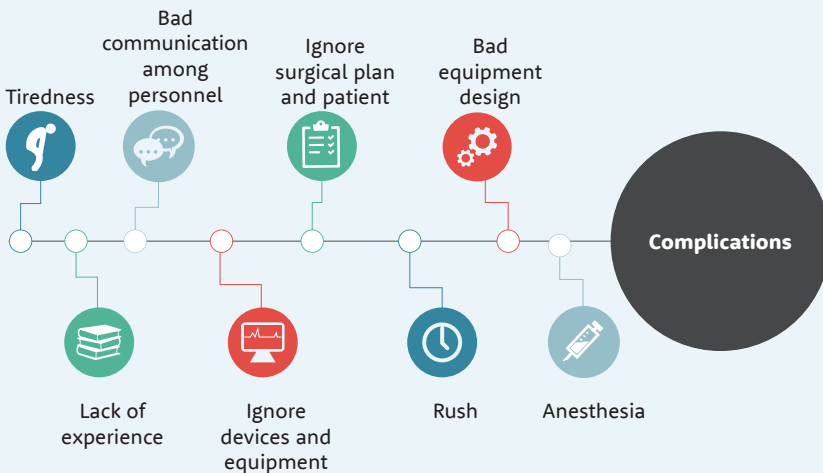 Tiredness
Bad
communication
among
personnel
Ignore
surgical plan
and patient
Bad
equipment
design
Complications
Lack of
experience
Ignore
devices and
equipment
Rush
Anesthesia